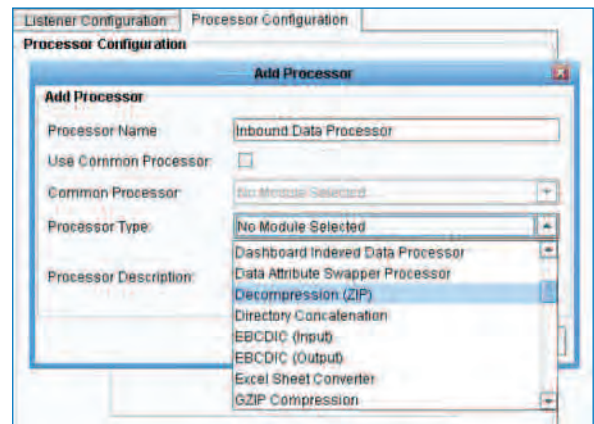 Listener Configuration Processor Configuration
Processor Configuration
Add Processor
Add Processor
Processor Name Inbound Data Processor
Use Common Processor
Common Processor No Module Selected
Processor Type: No Module Selected
Dashboard Indexed Data Processor
Data Attribute Swapper Processor
Processor Description: Decompression (ZIP)
Directory Concatenation
EBCDIC (Input)
EBCDIC (Output)
Excel Sheet Converter
GZIP Compression